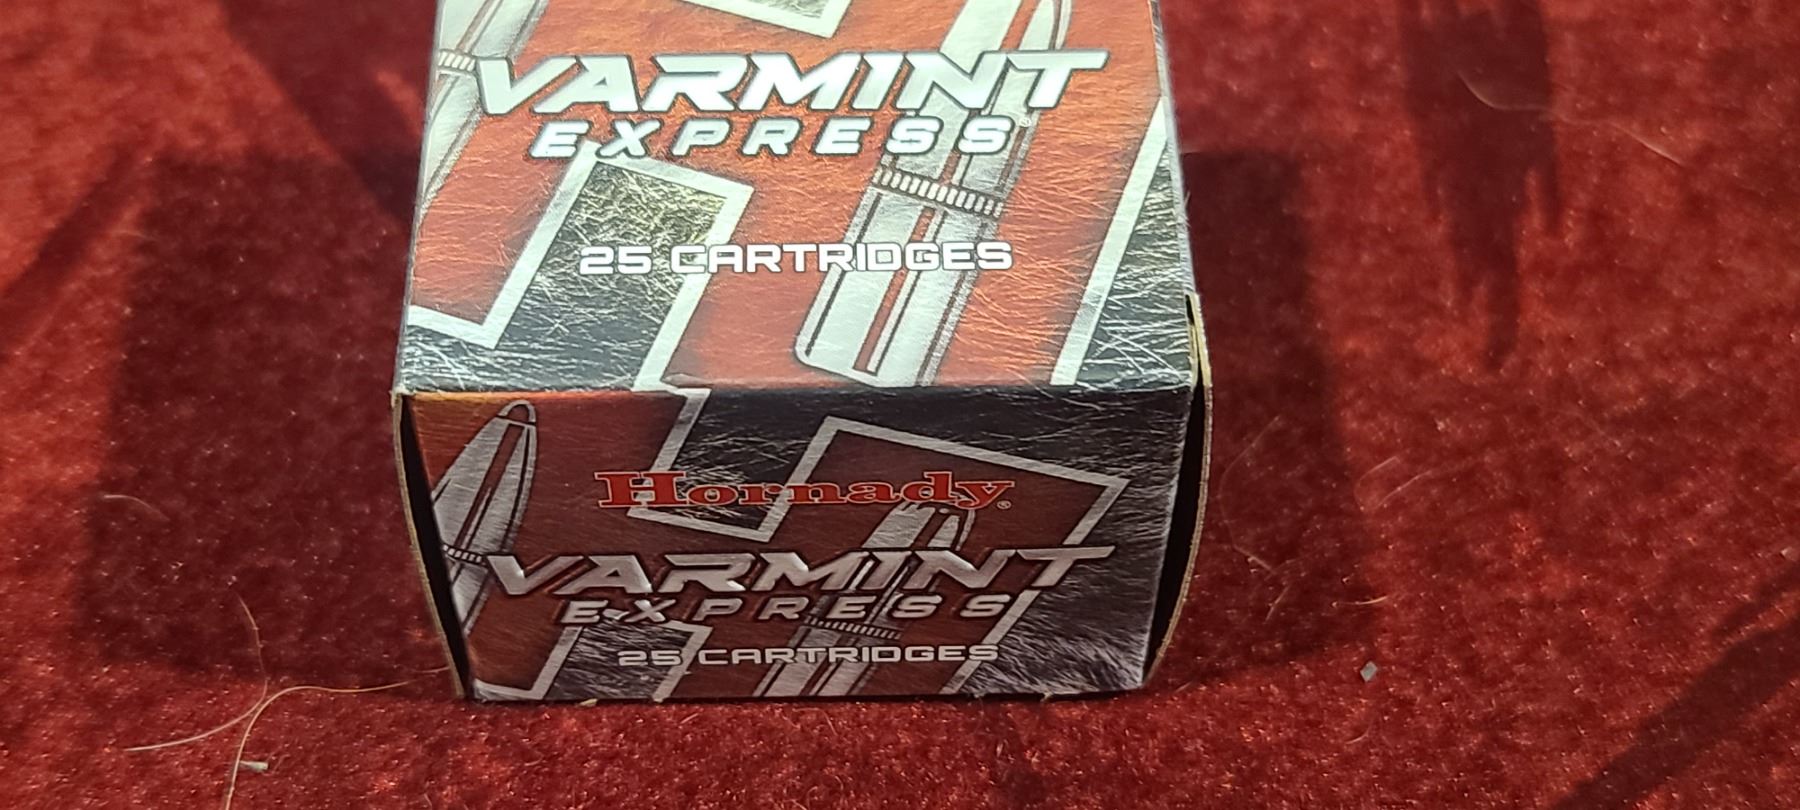 VARMINT
EXPRESS®
25 CARTRIDGES
Hornady®
VARMINT
EXPRESS
25 CARTRIDGES